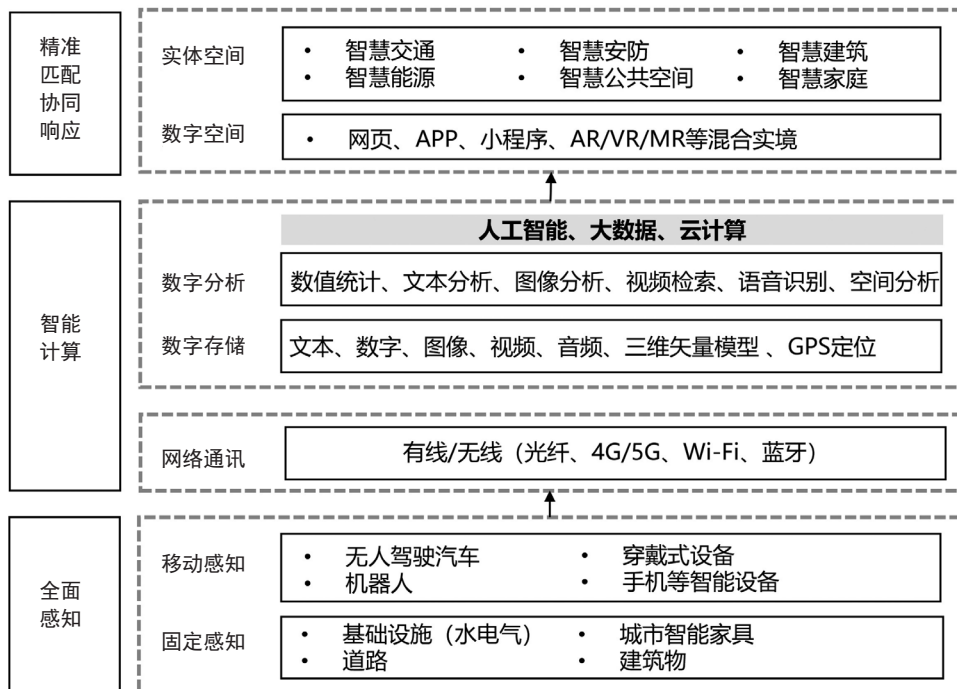 精准
匹配
协同
响应
实体空间
• 智慧交通 • 智慧安防 • 智慧建筑
• 智慧能源 • 智慧公共空间 • 智慧家庭
数字空间
• 网页、APP、小程序、AR/VR/MR等混合实境
智能
计算
人工智能、大数据、云计算
数字分析
数值统计、文本分析、图像分析、视频检索、语音识别、空间分析
数字存储
文本、数字、图像、视频、音频、三维矢量模型 、GPS定位
网络通讯
有线/无线（光纤、4G/5G、Wi-Fi、蓝牙）
全面
感知
移动感知
• 无人驾驶汽车 • 穿戴式设备
• 机器人 • 手机等智能设备
固定感知
• 基础设施（水电气） • 城市智能家具
• 道路 • 建筑物